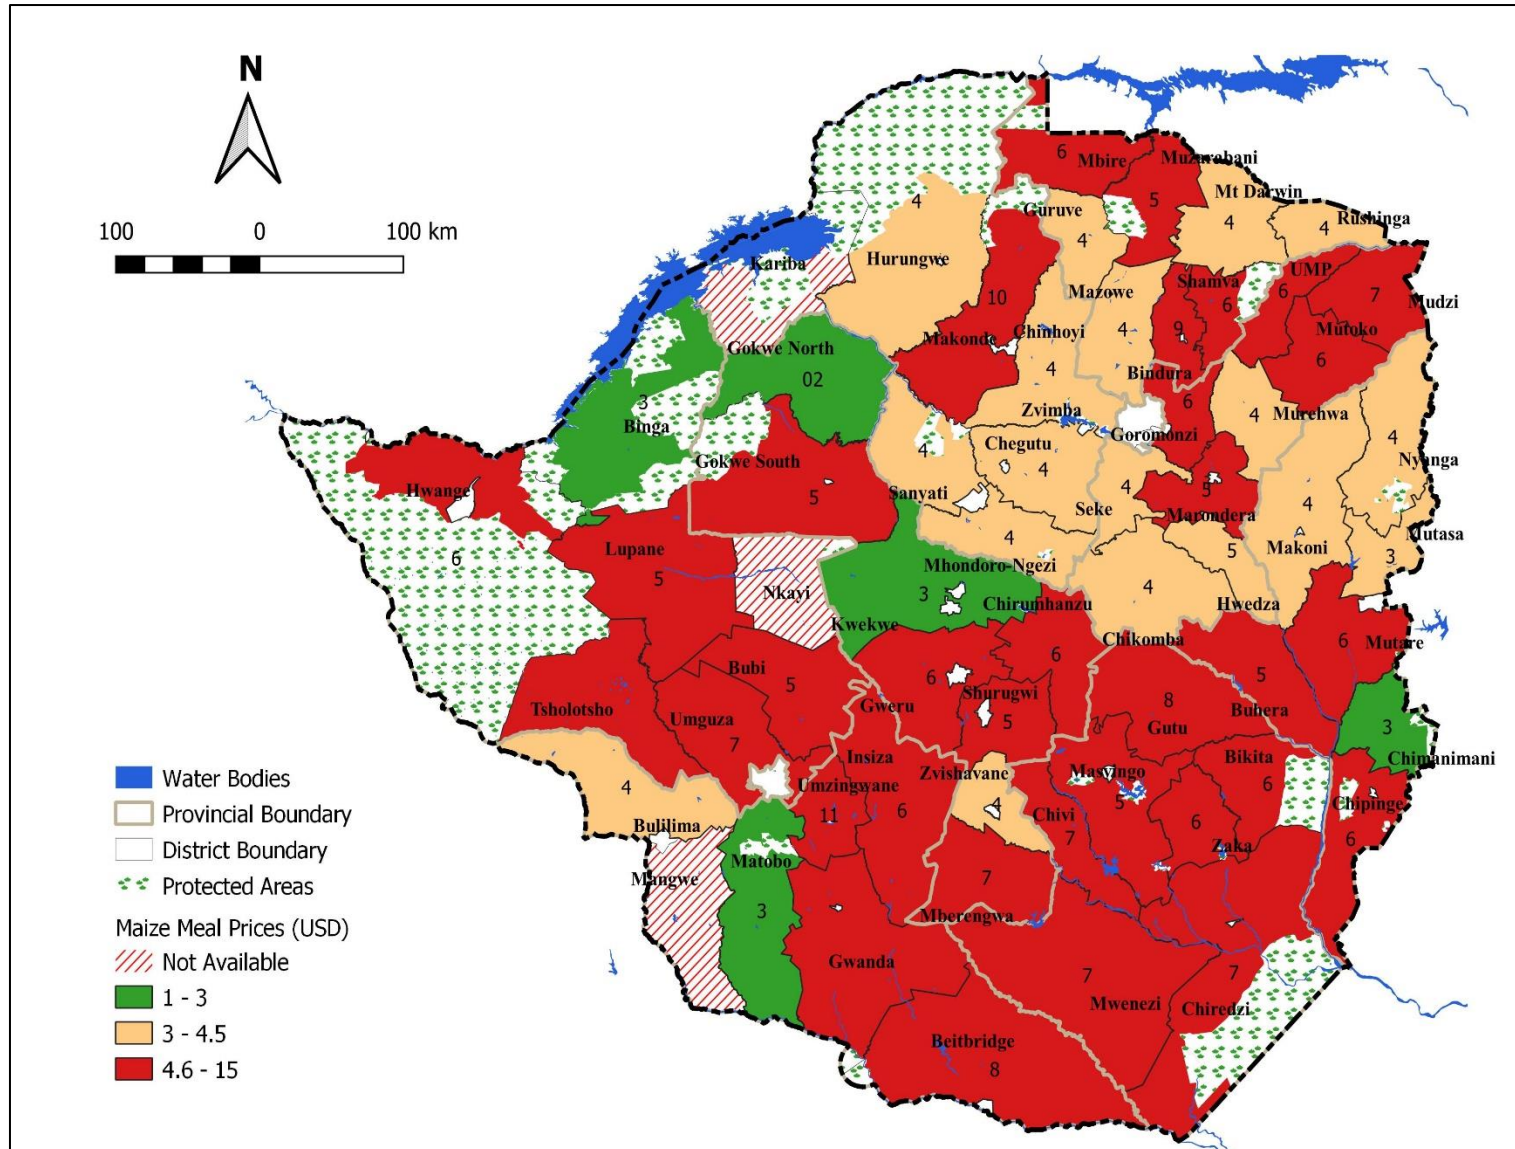 N
100 0 100 km
6 Mbire Muzarabani
Mt Darwin
4 Guruve 5 4 Rushinga
Kariba Hurungwe 4 4
10 Mazowe Shamva UMP
6 6 7 Mudzi
Gokwe North Makonde Chinhoyi 4 9 Mutoko
02 4 Bindura 6
3 Zvimba 6 4 Murehwa
Binga Chegutu Goromonzi 4
Gokwe South 4 4 Nyanga
Hwange 5 Sanyati 4 5
Seke Marondera 4
6 Lupane 4 Makoni Mutasa
5 Mhondoro-Ngezi 5 3
Nkayi 3 Chirumhanzu 4 Hwedza
Kwekwe Chikomba
Bubi 6 6 Mutare
5 6 Shurugwi 5
Tsholotsho Umguza Gweru 5 8 Buhera
7 Gutu 3
Insiza Zvishavane Masvingo Bikita Chimanimani
Water Bodies
4 Umzingwane 6
Provincial Boundary
Bulilima 11 6 4 Chivi 5 6 Chipinge
7 Zaka 6
District Boundary
Matobo
Protected Areas
Mangwe 3 7
Mberengwa
Maize Meal Prices (USD)
Not Available
Gwanda 7 7
1 - 3
Mwenezi Chiredzi
3 - 4.5
Beitbridge
4.6 - 15
8